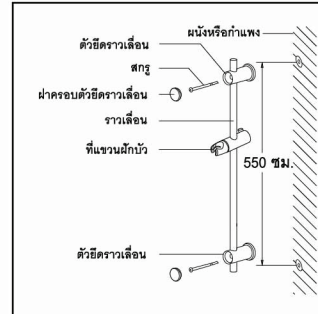 ผนังหรือกำแพง
ตัวยึดราวเลื่อน
สกรู
ฝาครอบตัวยึดราวเลื่อน
ราวเลื่อน
ที่แขวนฝักบัว
550 ซม.
ตัวยึดราวเลื่อน